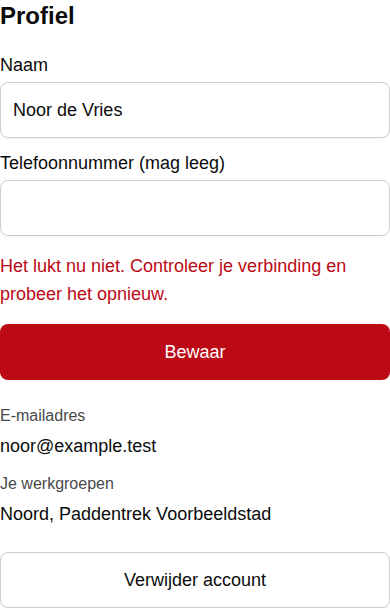 Profiel
Naam
Noor de Vries
Telefoonnummer (mag leeg)
Het lukt nu niet. Controleer je verbinding en
probeer het opnieuw.
Bewaar
E-mailadres
noor@example.test
Je werkgroepen
Noord, Paddentrek Voorbeeldstad
Verwijder account